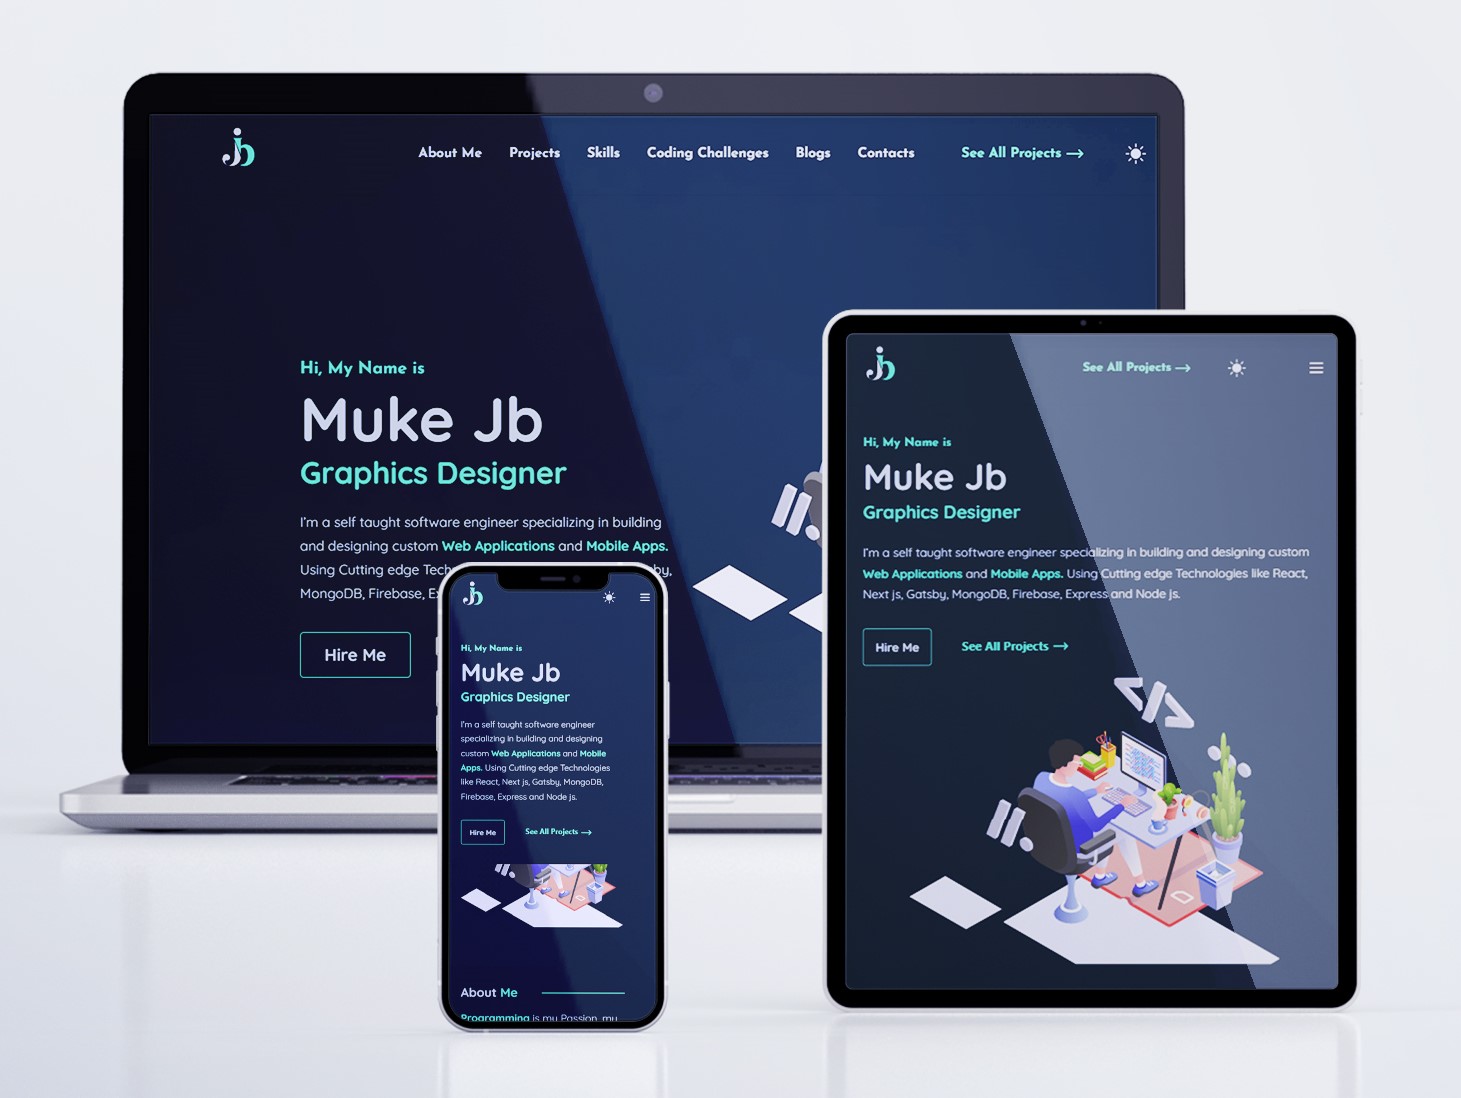 jb
About Me Projects Skills Coding Challenges Blogs Contacts See All Projects →
Hi, My Name is
Muke Jb
Graphics Designer
I'm a self taught software engineer specializing in building
and designing custom Web Applications and Mobile Apps.
Using Cutting edge
MongoDB, Firebase,
Hire Me
jb
See All Projects →
Hi, My Name is
Muke Jb
Graphics Designer
I'm a self taught software engineer specializing in building and designing custom
Web Applications and Mobile Apps. Using Cutting edge Technologies like React,
Next js, Gatsby, MongoDB, Firebase, Express and Node js.
Hire Me See All Projects →
</>
jb
Hi, My Name is
Muke Jb
Graphics Designer
I'm a self taught software engineer
specializing in building and designing
custom Web Applications and Mobile
Apps. Using Cutting edge Technologies
like React, Next js, Gatsby, MongoDB,
Firebase, Express and Node js.
Hire Me See All Projects →
About Me
Programming is my Passion, my